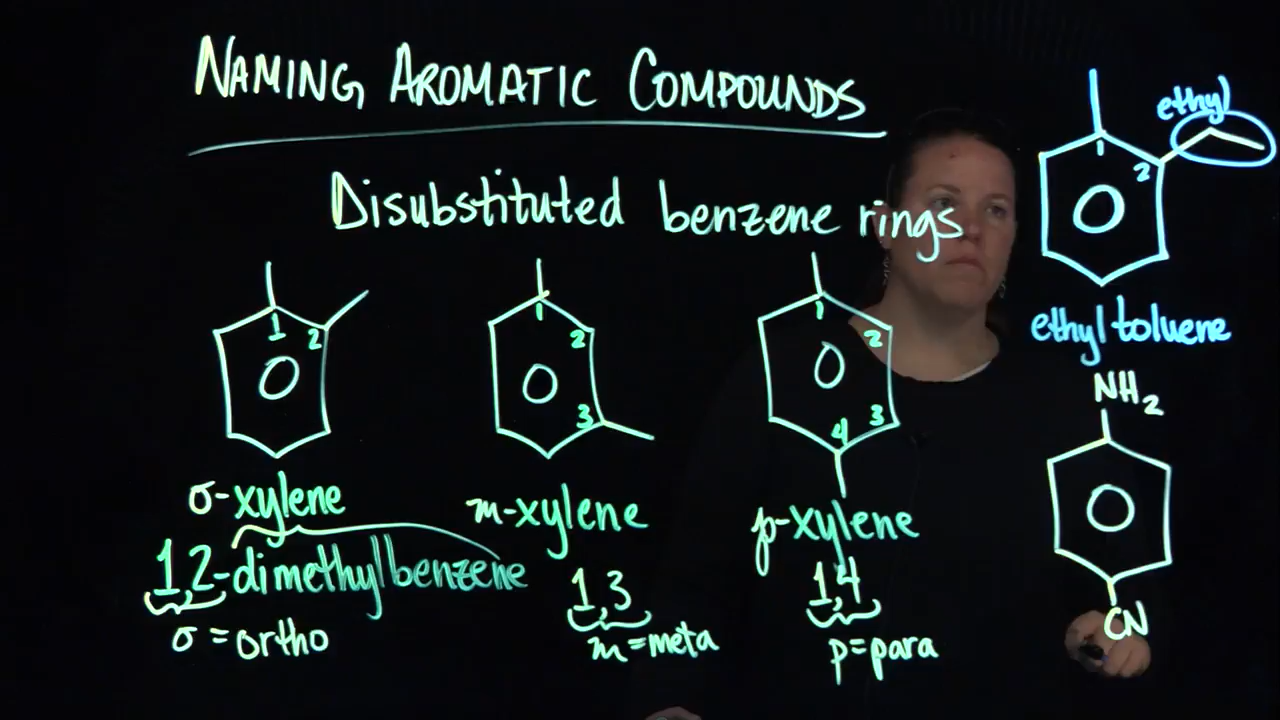 NAMING AROMATIC COMPOUNDS
Disubstituted benzene rings
1 2
o-xylene
1,2-dimethylbenzene
o=ortho
1 2 3
m-xylene
1,3
m=meta
1 2 3 4
p-xylene
1,4
p=para
ethyl
1 2
ethyltoluene
NH2
CN